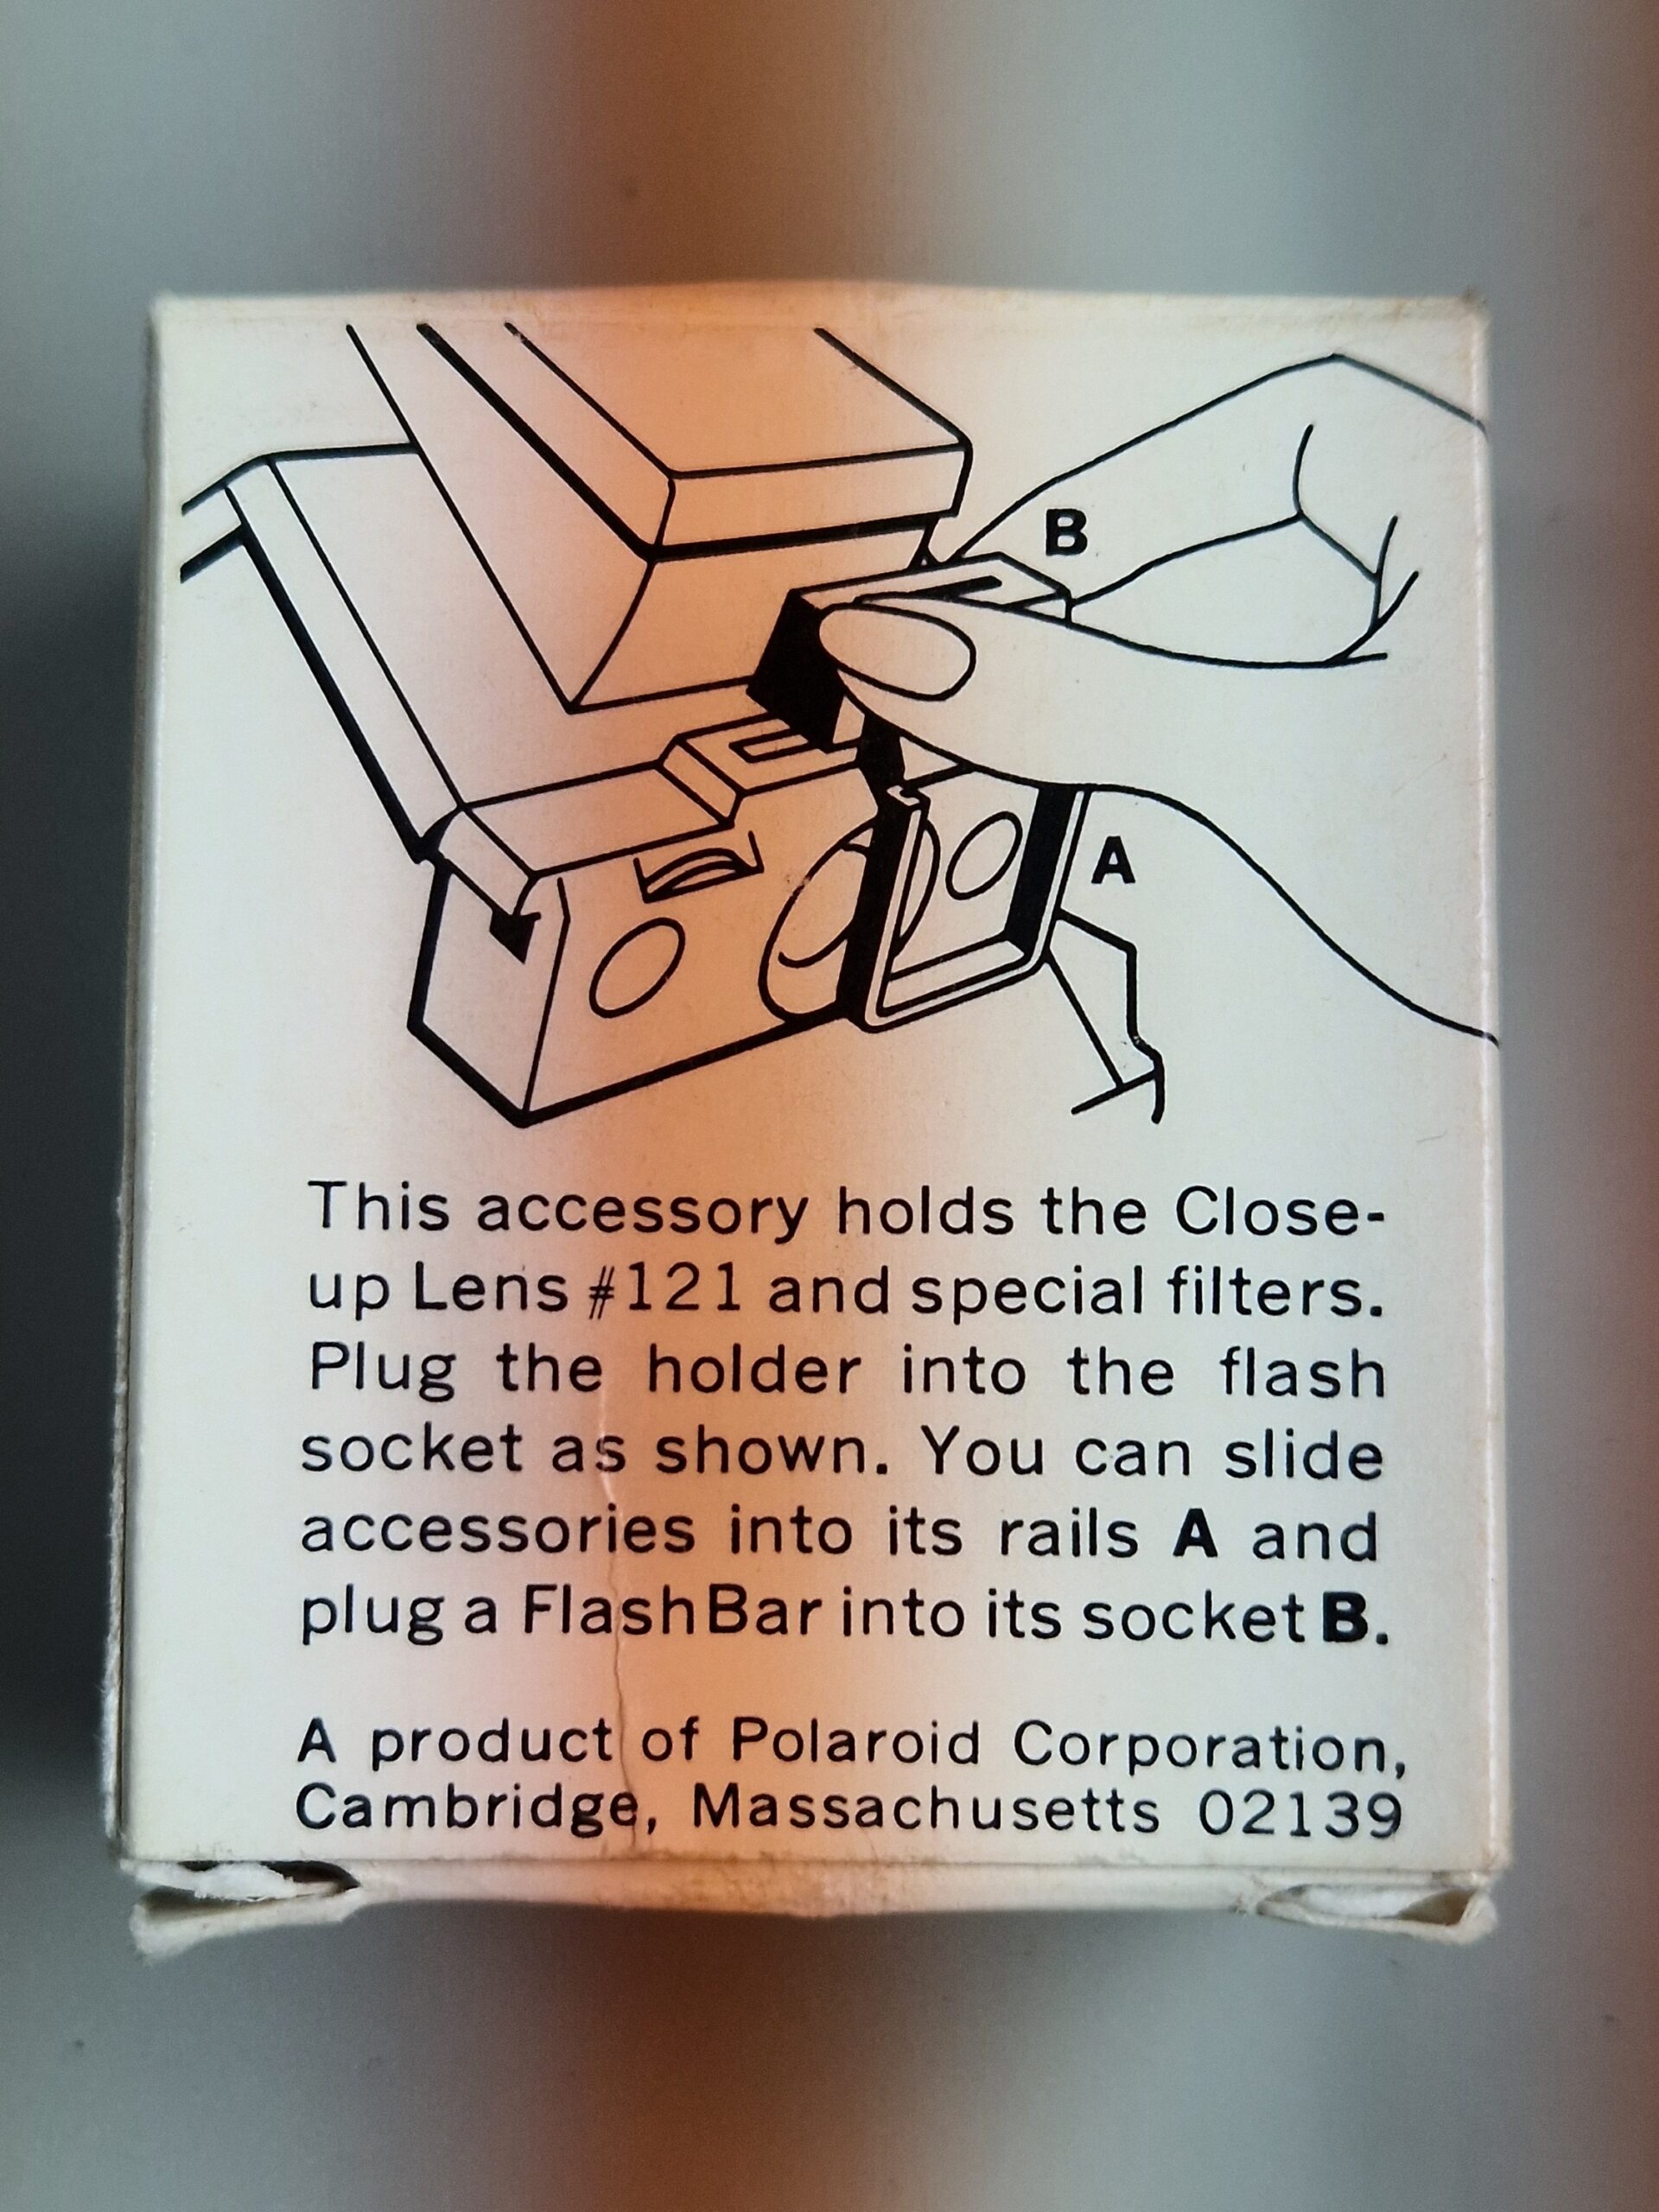 B
A
This accessory holds the Close-
up Lens #121 and special filters.
Plug the holder into the flash
socket as shown. You can slide
accessories into its rails A and
plug a FlashBar into its socket B.
A product of Polaroid Corporation,
Cambridge, Massachusetts 02139